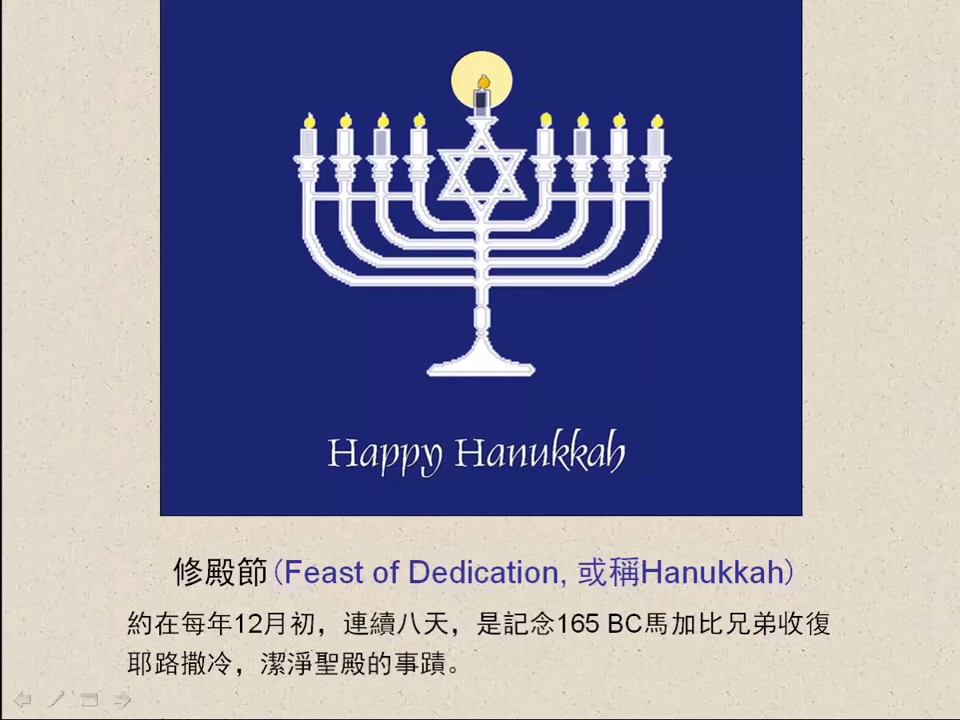 Happy Hanukkah
修殿節(Feast of Dedication, 或稱Hanukkah)
約在每年12月初，連續八天，是記念165 BC馬加比兄弟收復
耶路撒冷，潔淨聖殿的事蹟。